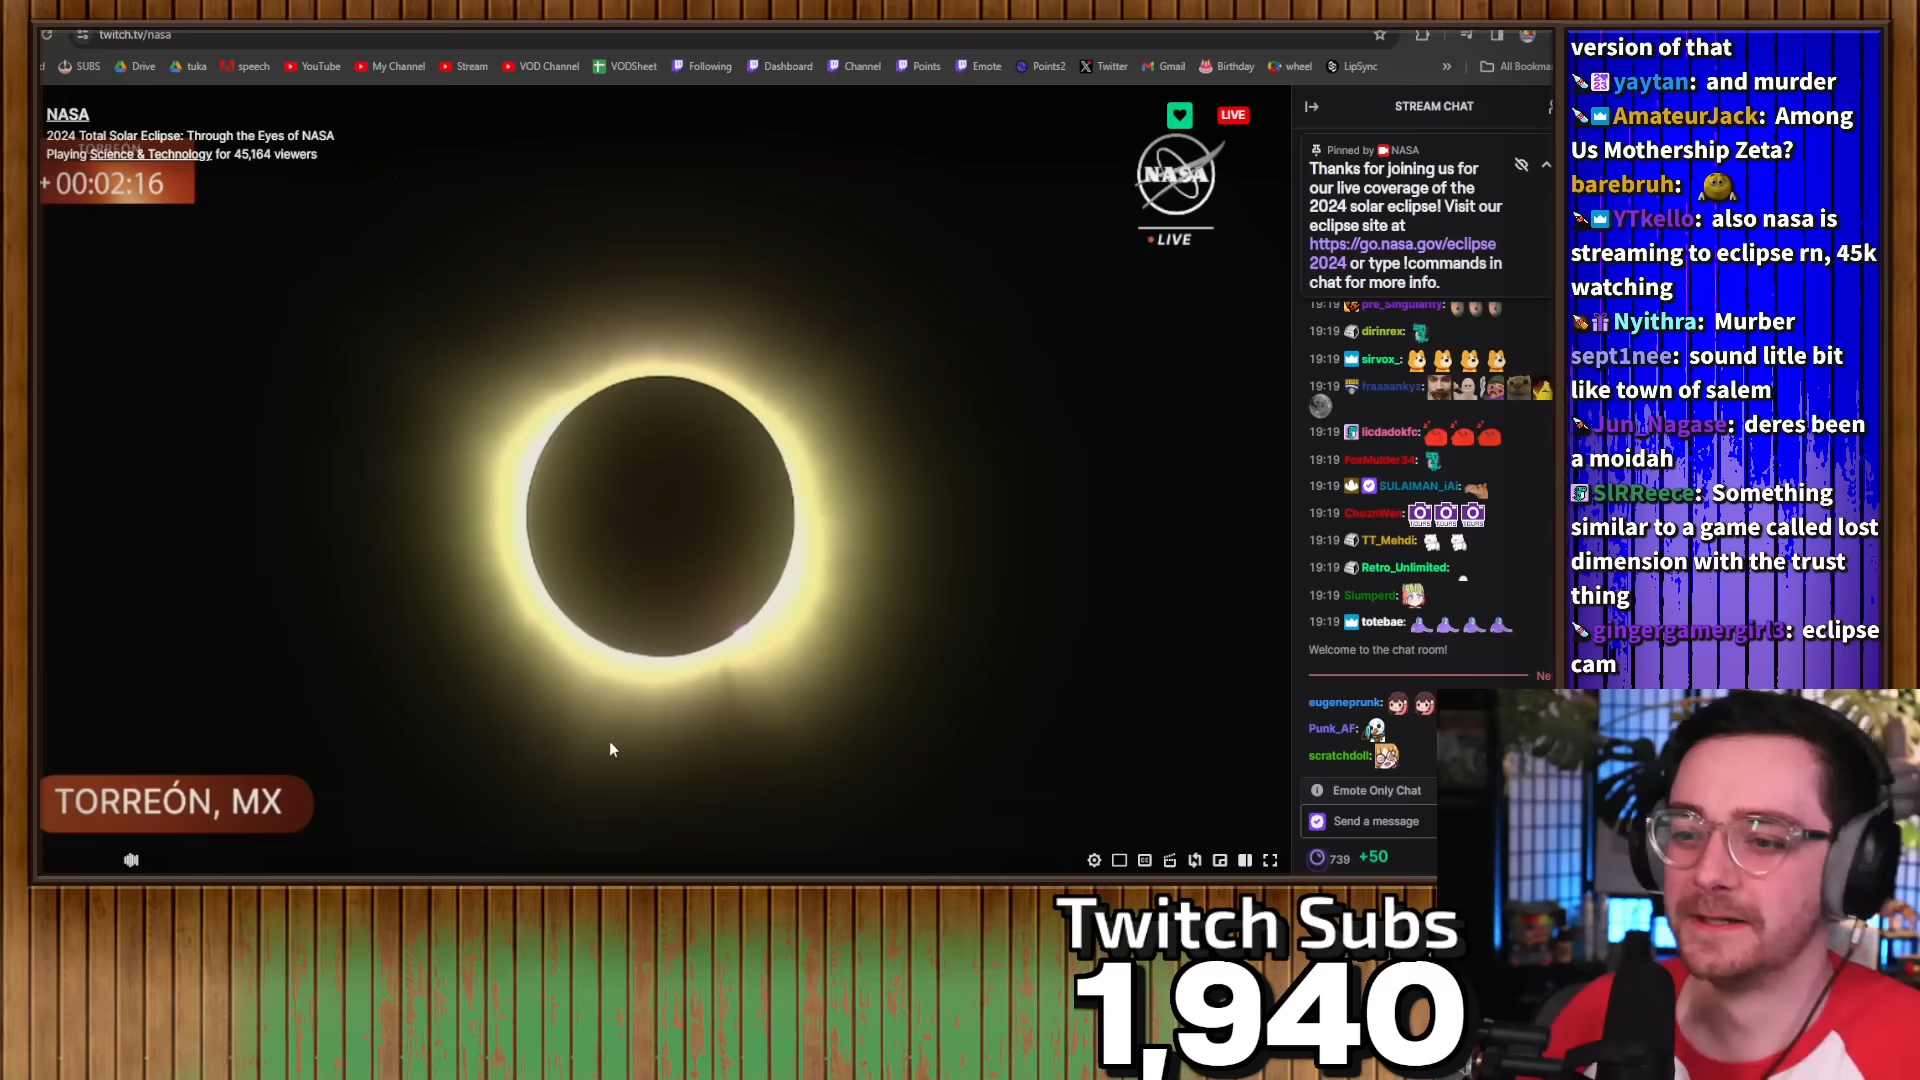 twitch.tv/nasa
SUBS Drive tuka speech YouTube My Channel Stream VOD Channel VODSheet Following Dashboard Channel Points Emote Points2 Twitter Gmail Birthday wheel LipSync » All Bookma
NASA
2024 Total Solar Eclipse: Through the Eyes of NASA
Playing Science & Technology for 45,164 viewers
TORREÓN
+ 00:02:16
LIVE
NASA
LIVE
TORREÓN, MX
STREAM CHAT
Pinned by NASA
Thanks for joining us for
our live coverage of the
2024 solar eclipse! Visit our
eclipse site at
https://go.nasa.gov/eclipse
2024 or type !commands in
chat for more info.
19:19 pre_Singularity:
19:19 dirinrex:
19:19 sirvox_:
19:19 fraaaankyz:
19:19 licdadokfc:
19:19 FoxMulder34:
19:19 SULAIMAN_iAi:
19:19 ChoznWan:
19:19 TT_Mehdi:
19:19 Retro_Unlimited:
19:19 Slumperd:
19:19 totebae:
Welcome to the chat room!
Ne
eugeneprunk:
Punk_AF:
scratchdoll:
Emote Only Chat
Send a message
739 +50
version of that
yaytan: and murder
AmateurJack: Among
Us Mothership Zeta?
barebruh:
YTkello: also nasa is
streaming to eclipse rn, 45k
watching
Nyithra: Murber
sept1nee: sound litle bit
like town of salem
Jun_Nagase: deres been
a moidah
SlRReece: Something
similar to a game called lost
dimension with the trust
thing
gingergamergirl3: eclipse
cam
Twitch Subs
1,940